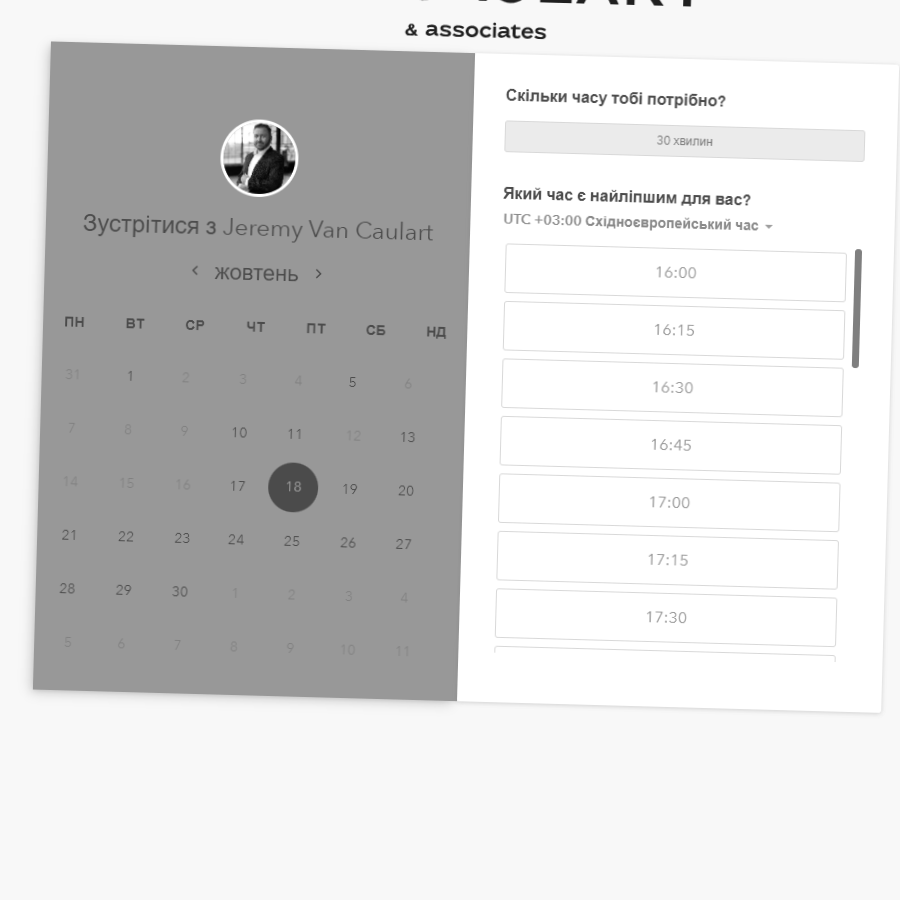 & associates
Зустрітися з Jeremy Van Caulart
жовтень
ПН ВТ СР ЧТ ПТ СБ НД
31 1 2 3 4 5 6
7 8 9 10 11 12 13
14 15 16 17 18 19 20
21 22 23 24 25 26 27
28 29 30 1 2 3 4
5 6 7 8 9 10 11
Скільки часу тобі потрібно?
30 хвилин
Який час є найліпшим для вас?
UTC +03:00 Східноєвропейський час
16:00
16:15
16:30
16:45
17:00
17:15
17:30